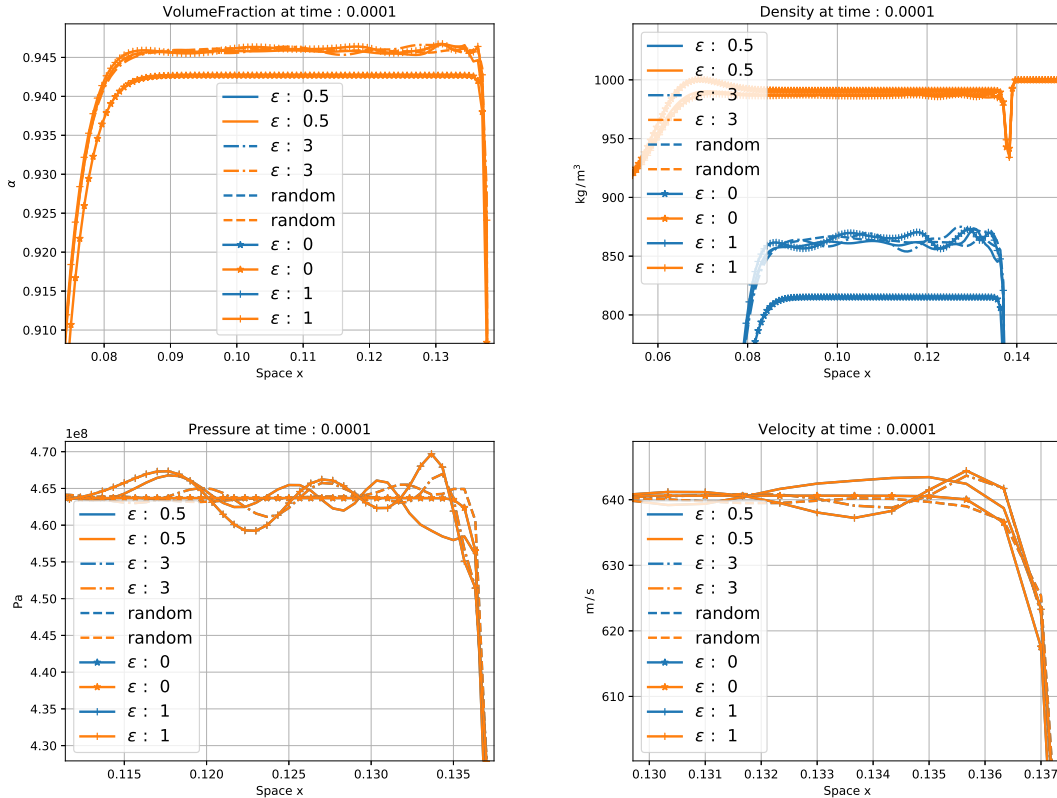 VolumeFraction at time : 0.0001
0.945
0.940
0.935
0.930
0.925
0.920
0.915
0.910
α
ε : 0.5
ε : 0.5
ε : 3
ε : 3
random
random
ε : 0
ε : 0
ε : 1
ε : 1
0.08 0.09 0.10 0.11 0.12 0.13
Space x
Density at time : 0.0001
1000
950
900
850
800
kg / m³
ε : 0.5
ε : 0.5
ε : 3
ε : 3
random
random
ε : 0
ε : 0
ε : 1
ε : 1
0.06 0.08 0.10 0.12 0.14
Space x
Pressure at time : 0.0001
1e8
4.70
4.65
4.60
4.55
4.50
4.45
4.40
4.35
4.30
Pa
ε : 0.5
ε : 0.5
ε : 3
ε : 3
random
random
ε : 0
ε : 0
ε : 1
ε : 1
0.115 0.120 0.125 0.130 0.135
Space x
Velocity at time : 0.0001
640
630
620
610
m / s
ε : 0.5
ε : 0.5
ε : 3
ε : 3
random
random
ε : 0
ε : 0
ε : 1
ε : 1
0.130 0.131 0.132 0.133 0.134 0.135 0.136 0.137
Space x